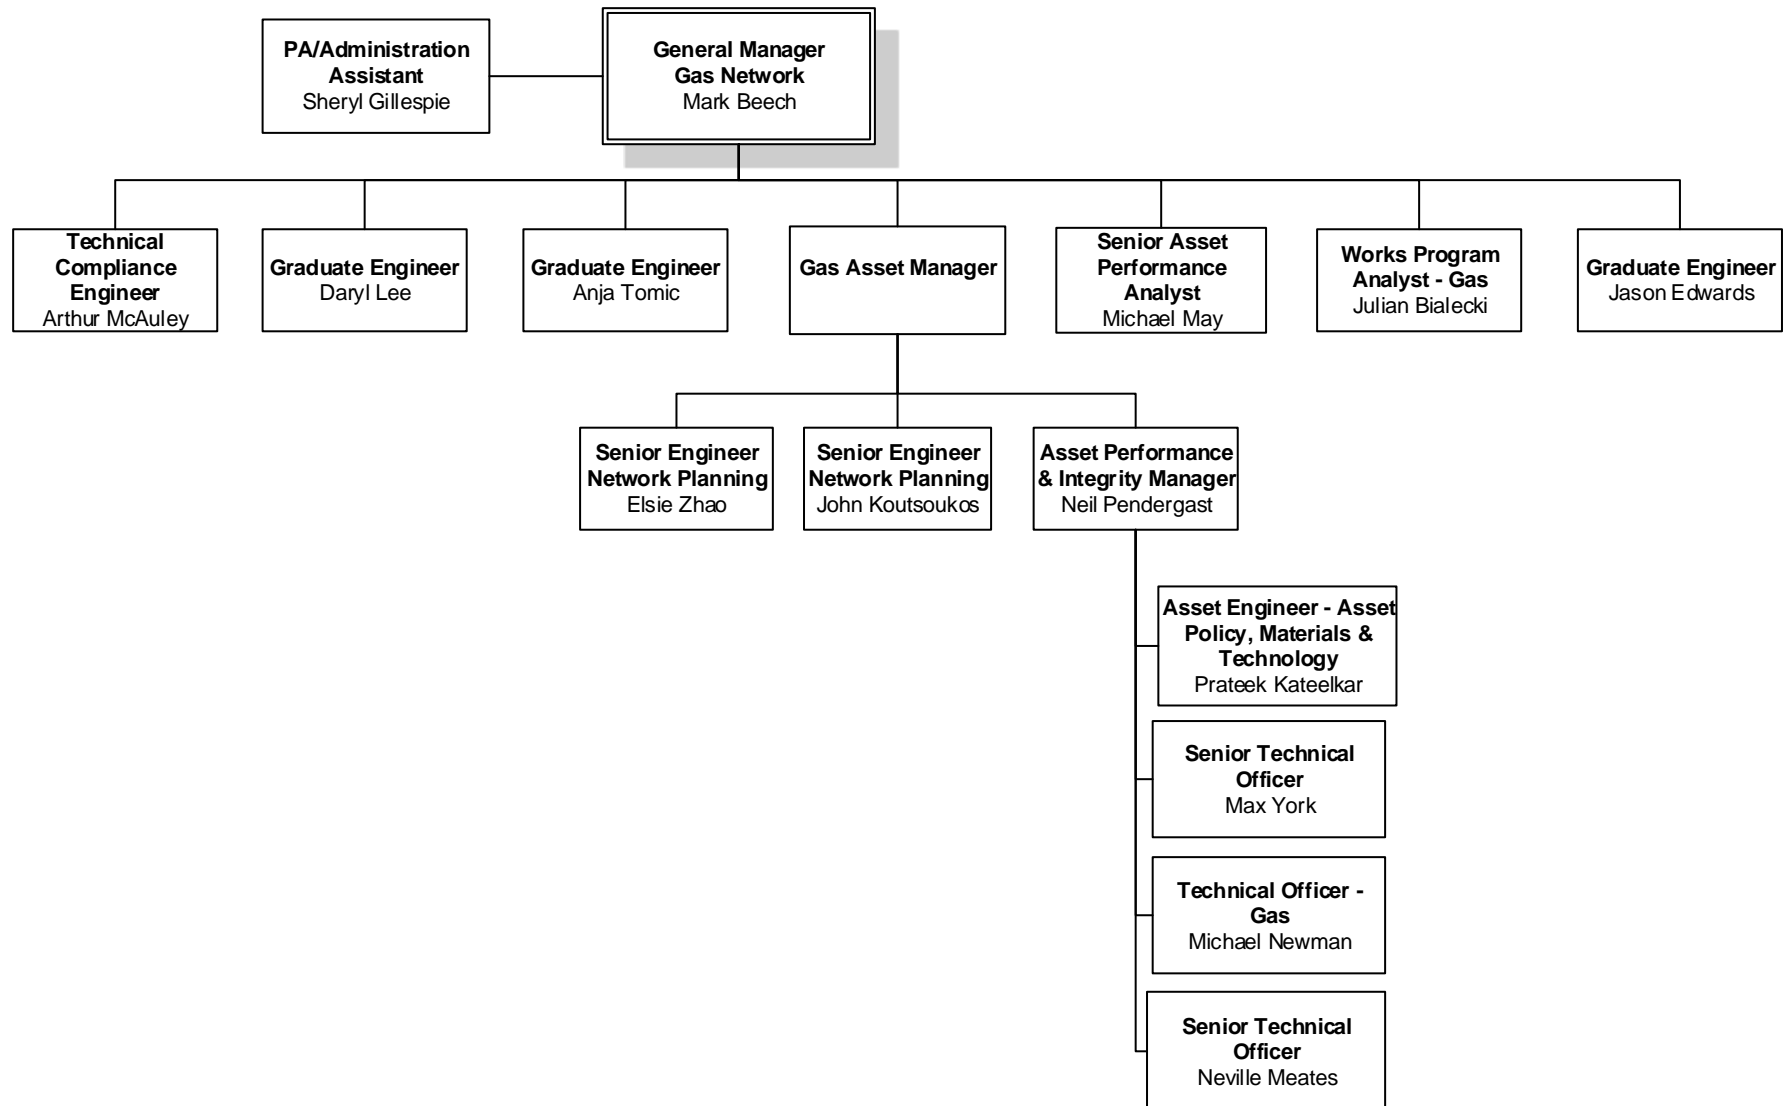 PA/Administration
Assistant
Sheryl Gillespie
General Manager
Gas Network
Mark Beech
Technical
Compliance
Engineer
Arthur McAuley
Graduate Engineer
Daryl Lee
Graduate Engineer
Anja Tomic
Gas Asset Manager
Senior Asset
Performance
Analyst
Michael May
Works Program
Analyst - Gas
Julian Bialecki
Graduate Engineer
Jason Edwards
Senior Engineer
Network Planning
Elsie Zhao
Senior Engineer
Network Planning
John Koutsoukos
Asset Performance
& Integrity Manager
Neil Pendergast
Asset Engineer - Asset
Policy, Materials &
Technology
Prateek Kateelkar
Senior Technical
Officer
Max York
Technical Officer -
Gas
Michael Newman
Senior Technical
Officer
Neville Meates